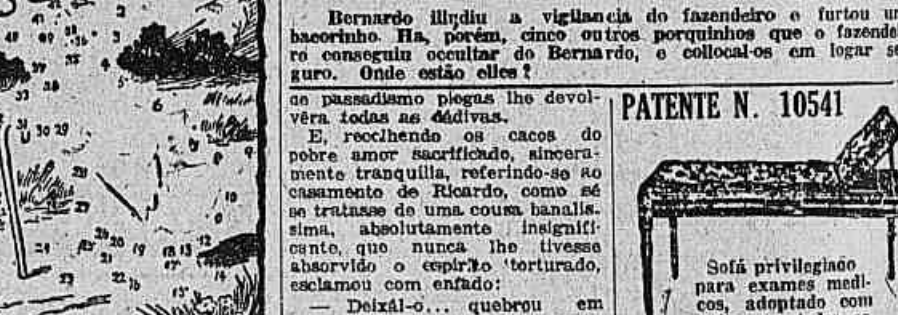 Bernardo illudiu a vigilancia do fazendeiro e furtou um
bacorinho. Ha, porém, cinco outros porquinhos que o fazendei
ro conseguiu occultar do Bernardo, e collocal-os em logar se
guro. Onde estão elles?
de passadismo piegas lhe devol-
vêra todas as dádivas.
E, recolhendo os cacos do
pobre amor sacrificado, sincera-
mente tranquilla, referindo-se ao
casamento de Ricardo, como sé
se tratasse de uma cousa banalis-
sima, absolutamente insignifi-
cante, que nunca lhe tivesse
absorvido o espirito torturado,
esclamou com enfado:
— Deixál-o... quebrou em
PATENTE N. 10541
Sofá privilegiado
para exames medi-
cos, adoptado com